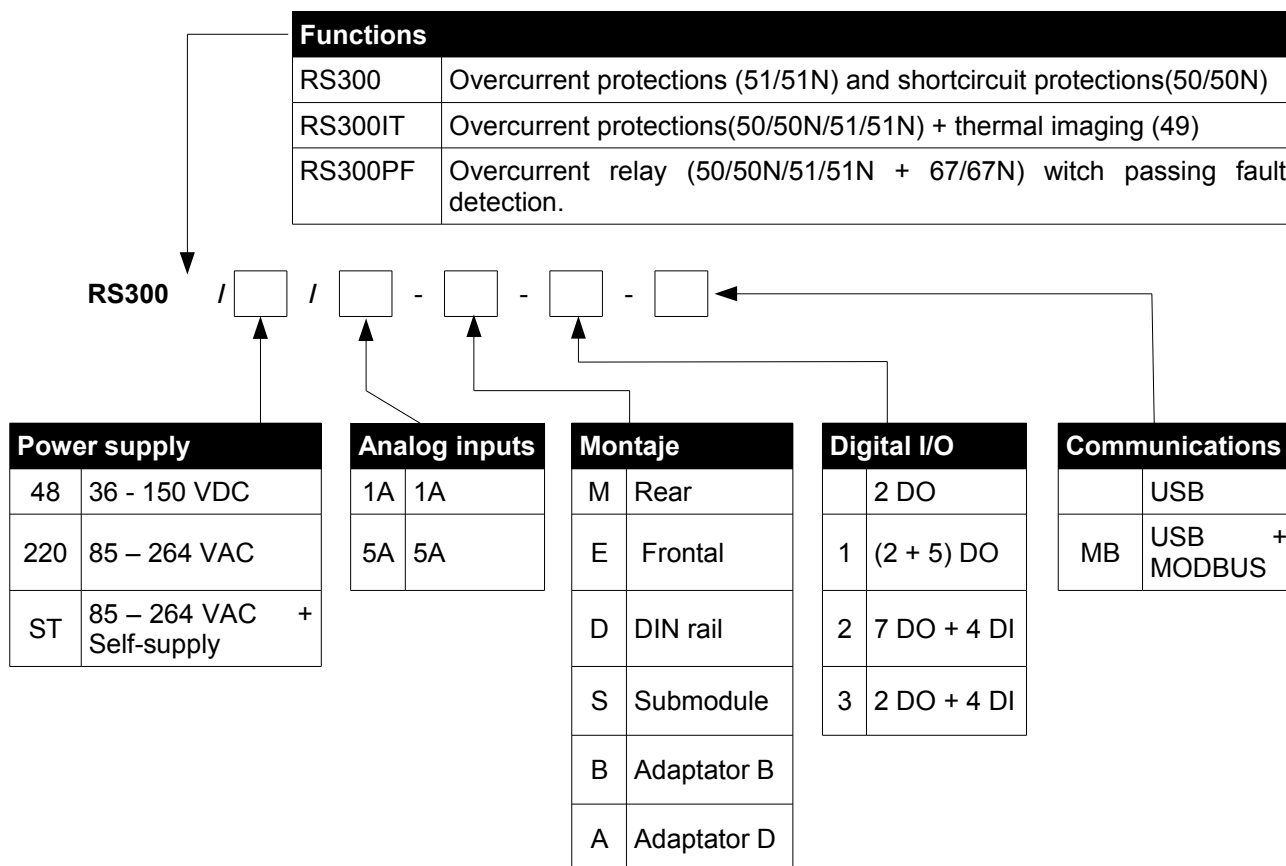 Functions
RS300 Overcurrent protections (51/51N) and shortcircuit protections(50/50N)
RS300IT Overcurrent protections(50/50N/51/51N) + thermal imaging (49)
RS300PF Overcurrent relay (50/50N/51/51N + 67/67N) witch passing fault
detection.
RS300 / / - - -
Power supply
48 36 - 150 VDC
220 85 – 264 VAC
ST 85 – 264 VAC +
Self-supply
Analog inputs
1A 1A
5A 5A
Montaje
M Rear
E Frontal
D DIN rail
S Submodule
B Adaptator B
A Adaptator D
Digital I/O
2 DO
1 (2 + 5) DO
2 7 DO + 4 DI
3 2 DO + 4 DI
Communications
USB
MB USB +
MODBUS